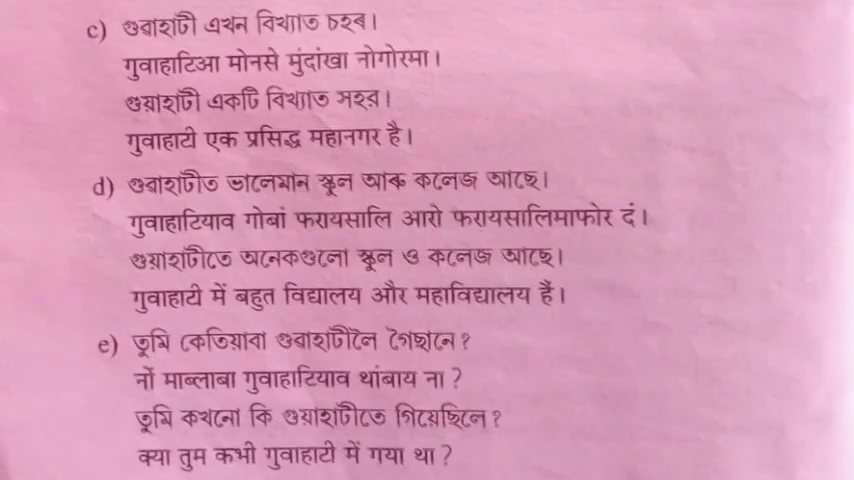 c) গুৱাহাটী এখন বিখ্যাত চহৰ।
गुवाहाटिआ मोनसे मुंदांखा नोगोरमा।
গুয়াহাটী একটি বিখ্যাত সহর।
गुवाहाटी एक प्रसिद्ध महानगर है।
d) গুৱাহাটীত ভালেমান স্কুল আৰু কলেজ আছে।
गुवाहाटियाव गोबां फरायसालि आरो फरायसालिमाफोर दं।
গুয়াহাটীতে অনেকগুলো স্কুল ও কলেজ আছে।
गुवाहाटी में बहुत विद्यालय और महाविद्यालय हैं।
e) তুমি কেতিয়াবা গুৱাহাটীলৈ গৈছানে?
नों माब्लाबा गुवाहाटियाव थांबाय ना?
তুমি কখনো কি গুয়াহাটীতে গিয়েছিলে?
क्या तुम कभी गुवाहाटी में गया था?